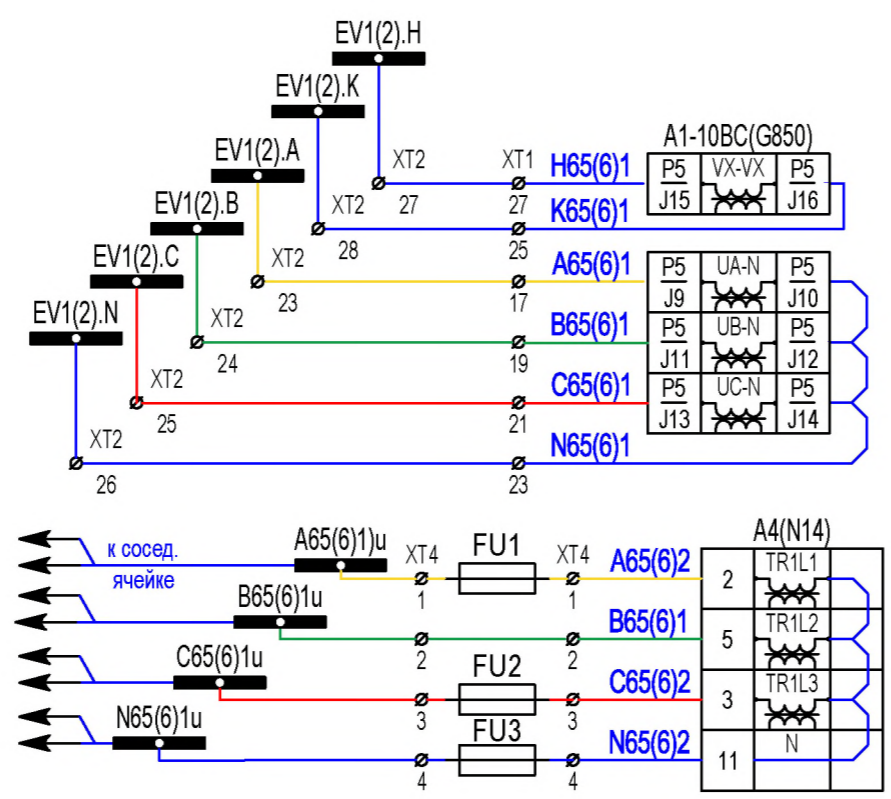 EV1(2).H
EV1(2).K
A1-10BC(G850)
EV1(2).A
XT2
XT1
H65(6)1
P5
VX-VX
P5
J15
J16
27
27
EV1(2).B
XT2
K65(6)1
28
25
EV1(2).C
XT2
A65(6)1
P5
UA-N
P5
J9
J10
23
17
EV1(2).N
XT2
B65(6)1
P5
UB-N
P5
J11
J12
24
19
XT2
C65(6)1
P5
UC-N
P5
J13
J14
25
21
XT2
N65(6)1
26
23
A4(N14)
к сосед.
ячейке
A65(6)1)u
XT4
FU1
XT4
A65(6)2
2
TR1L1
1
1
B65(6)1u
B65(6)1
5
TR1L2
2
2
C65(6)1u
FU2
C65(6)2
3
TR1L3
3
3
N65(6)1u
FU3
N65(6)2
11
N
4
4